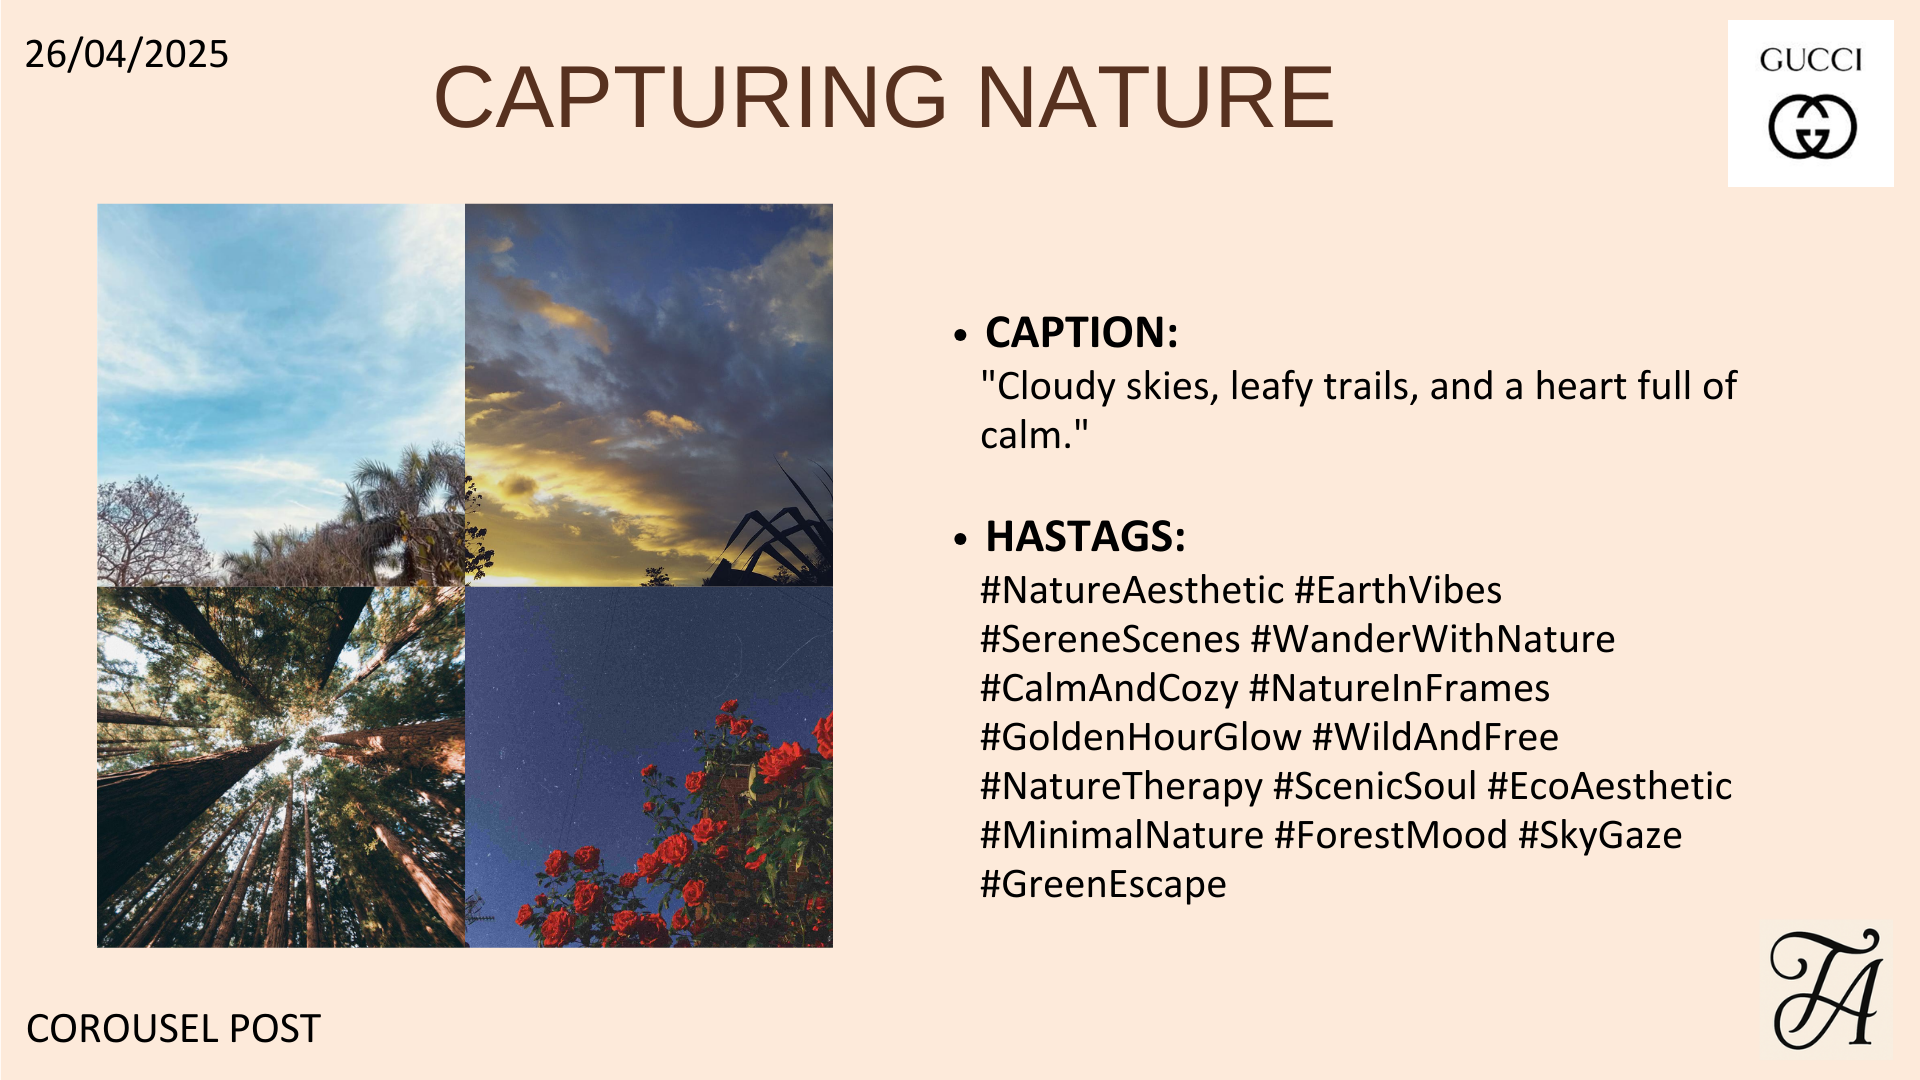 26/04/2025
CAPTURING NATURE
GUCCI
• CAPTION:
"Cloudy skies, leafy trails, and a heart full of
calm."
• HASTAGS:
#NatureAesthetic #EarthVibes
#SereneScenes #WanderWithNature
#CalmAndCozy #NatureInFrames
#GoldenHourGlow #WildAndFree
#NatureTherapy #ScenicSoul #EcoAesthetic
#MinimalNature #ForestMood #SkyGaze
#GreenEscape
COROUSEL POST
TA